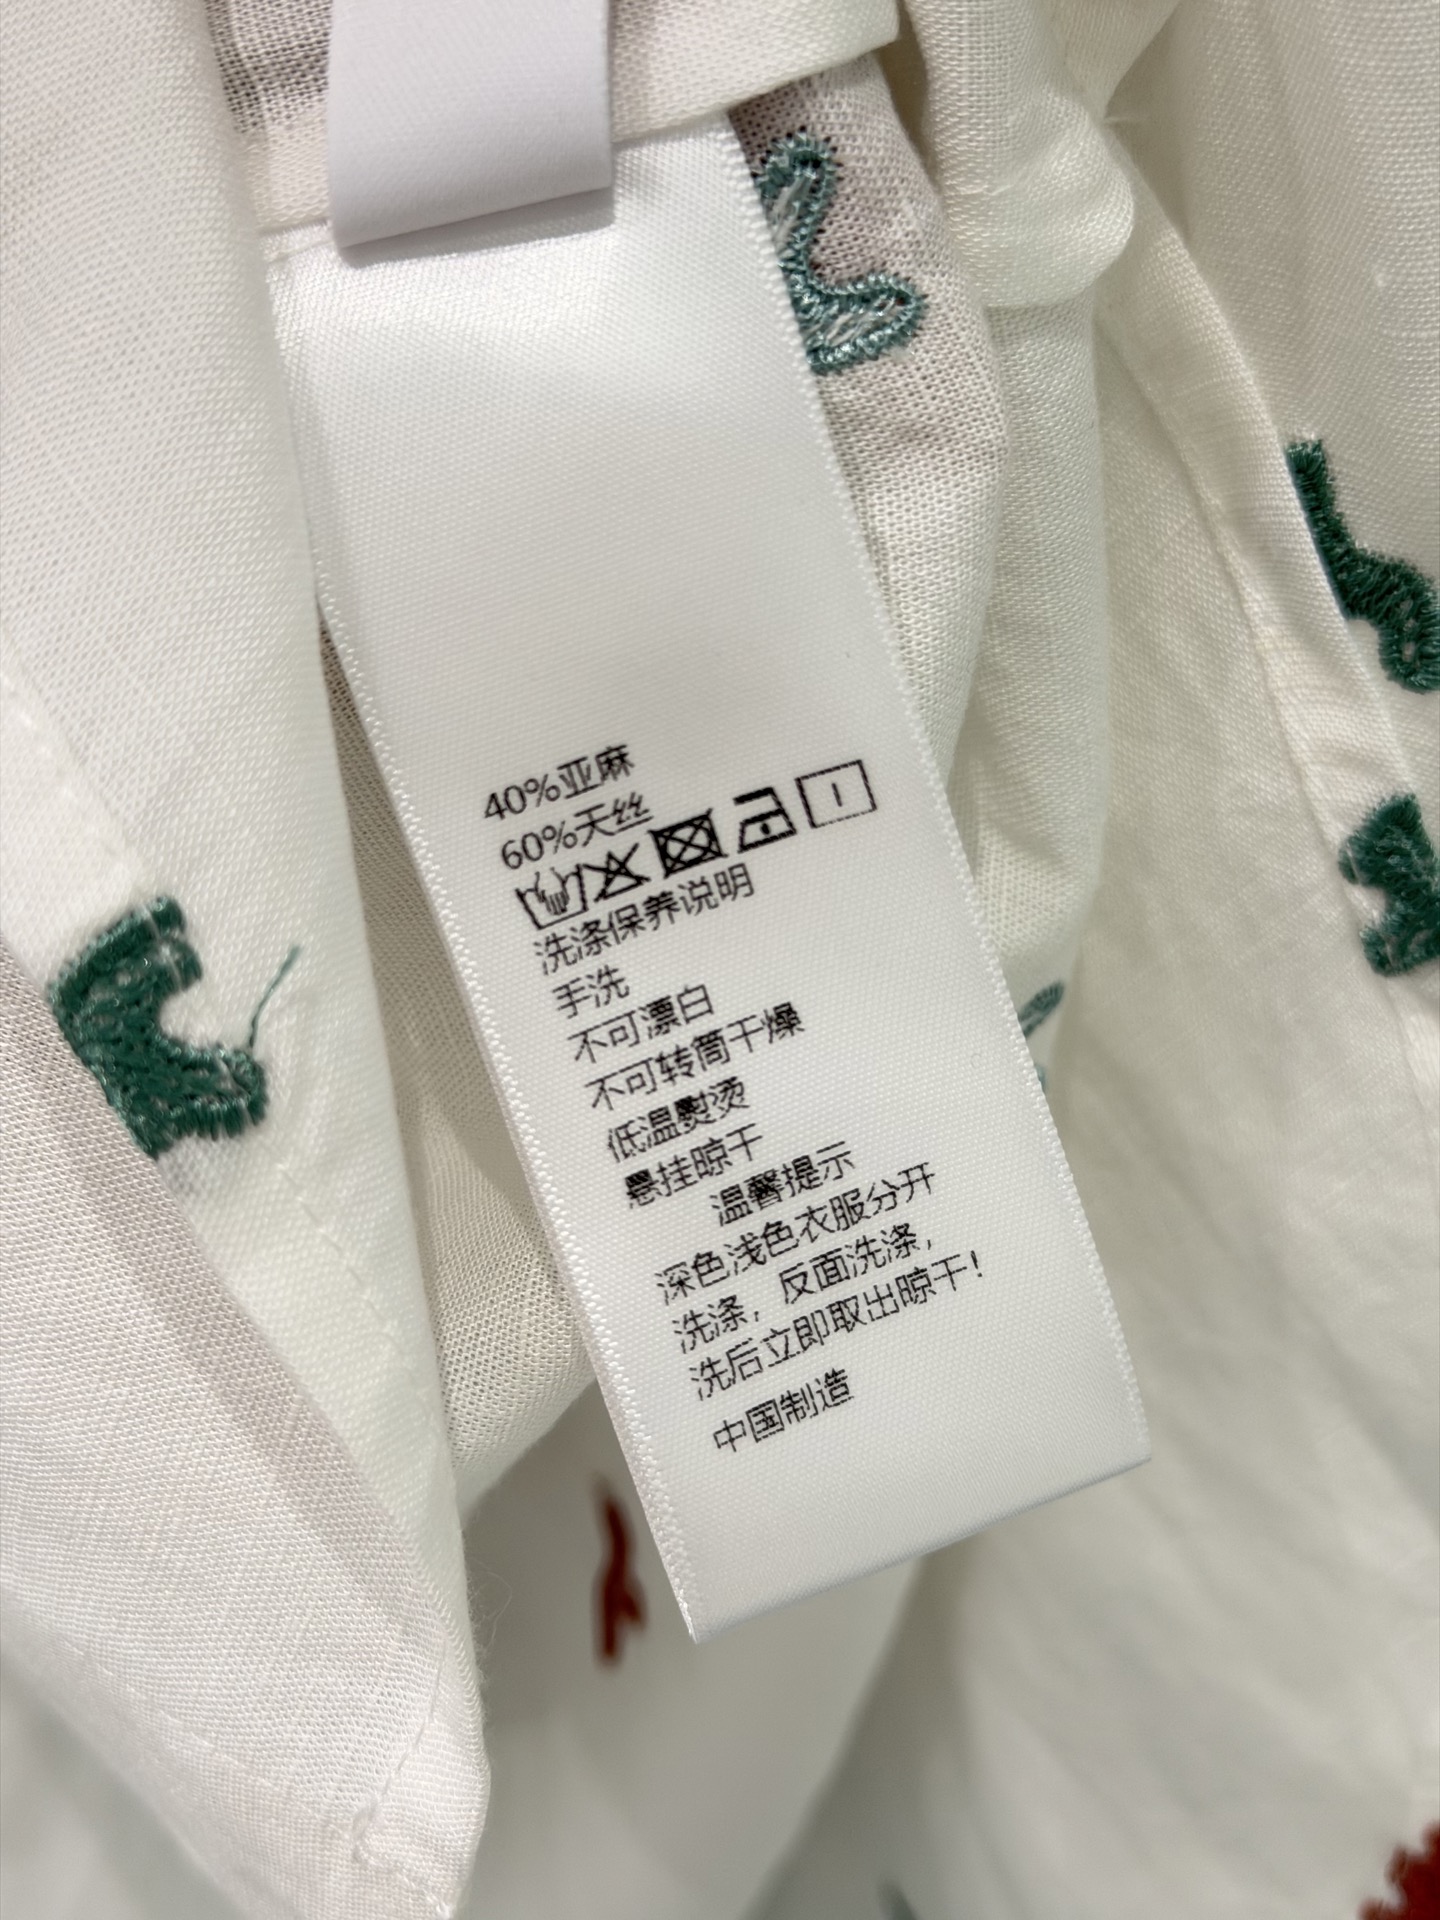 40%亚麻
60%天丝
洗涤保养说明
手洗
不可漂白
不可转筒干燥
低温熨烫
悬挂晾干
温馨提示
深色浅色衣服分开
洗涤，反面洗涤，
洗后立即取出晾干！
中国制造